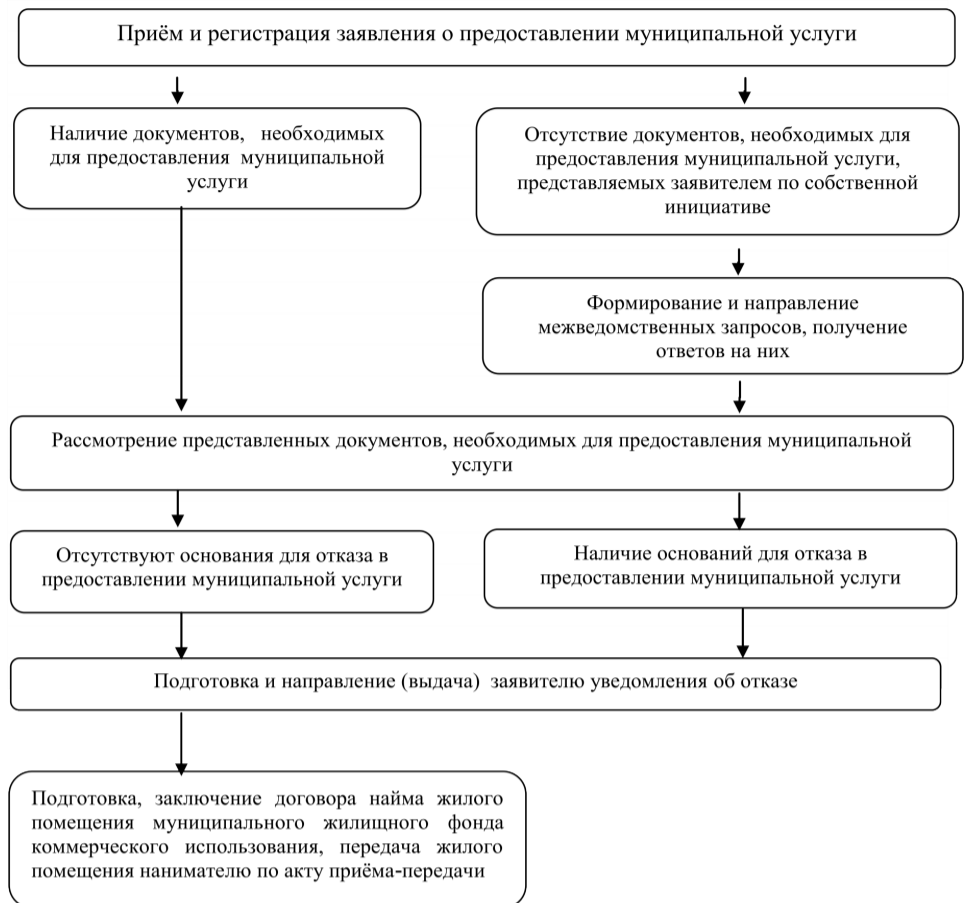 Приём и регистрация заявления о предоставлении муниципальной услуги
Наличие документов, необходимых
для предоставления муниципальной
услуги
Отсутствие документов, необходимых для
предоставления муниципальной услуги,
представляемых заявителем по собственной
инициативе
Формирование и направление
межведомственных запросов, получение
ответов на них
Рассмотрение представленных документов, необходимых для предоставления муниципальной
услуги
Отсутствуют основания для отказа в
предоставлении муниципальной услуги
Наличие оснований для отказа в
предоставлении муниципальной услуги
Подготовка и направление (выдача) заявителю уведомления об отказе
Подготовка, заключение договора найма жилого
помещения муниципального жилищного фонда
коммерческого использования, передача жилого
помещения нанимателю по акту приёма-передачи